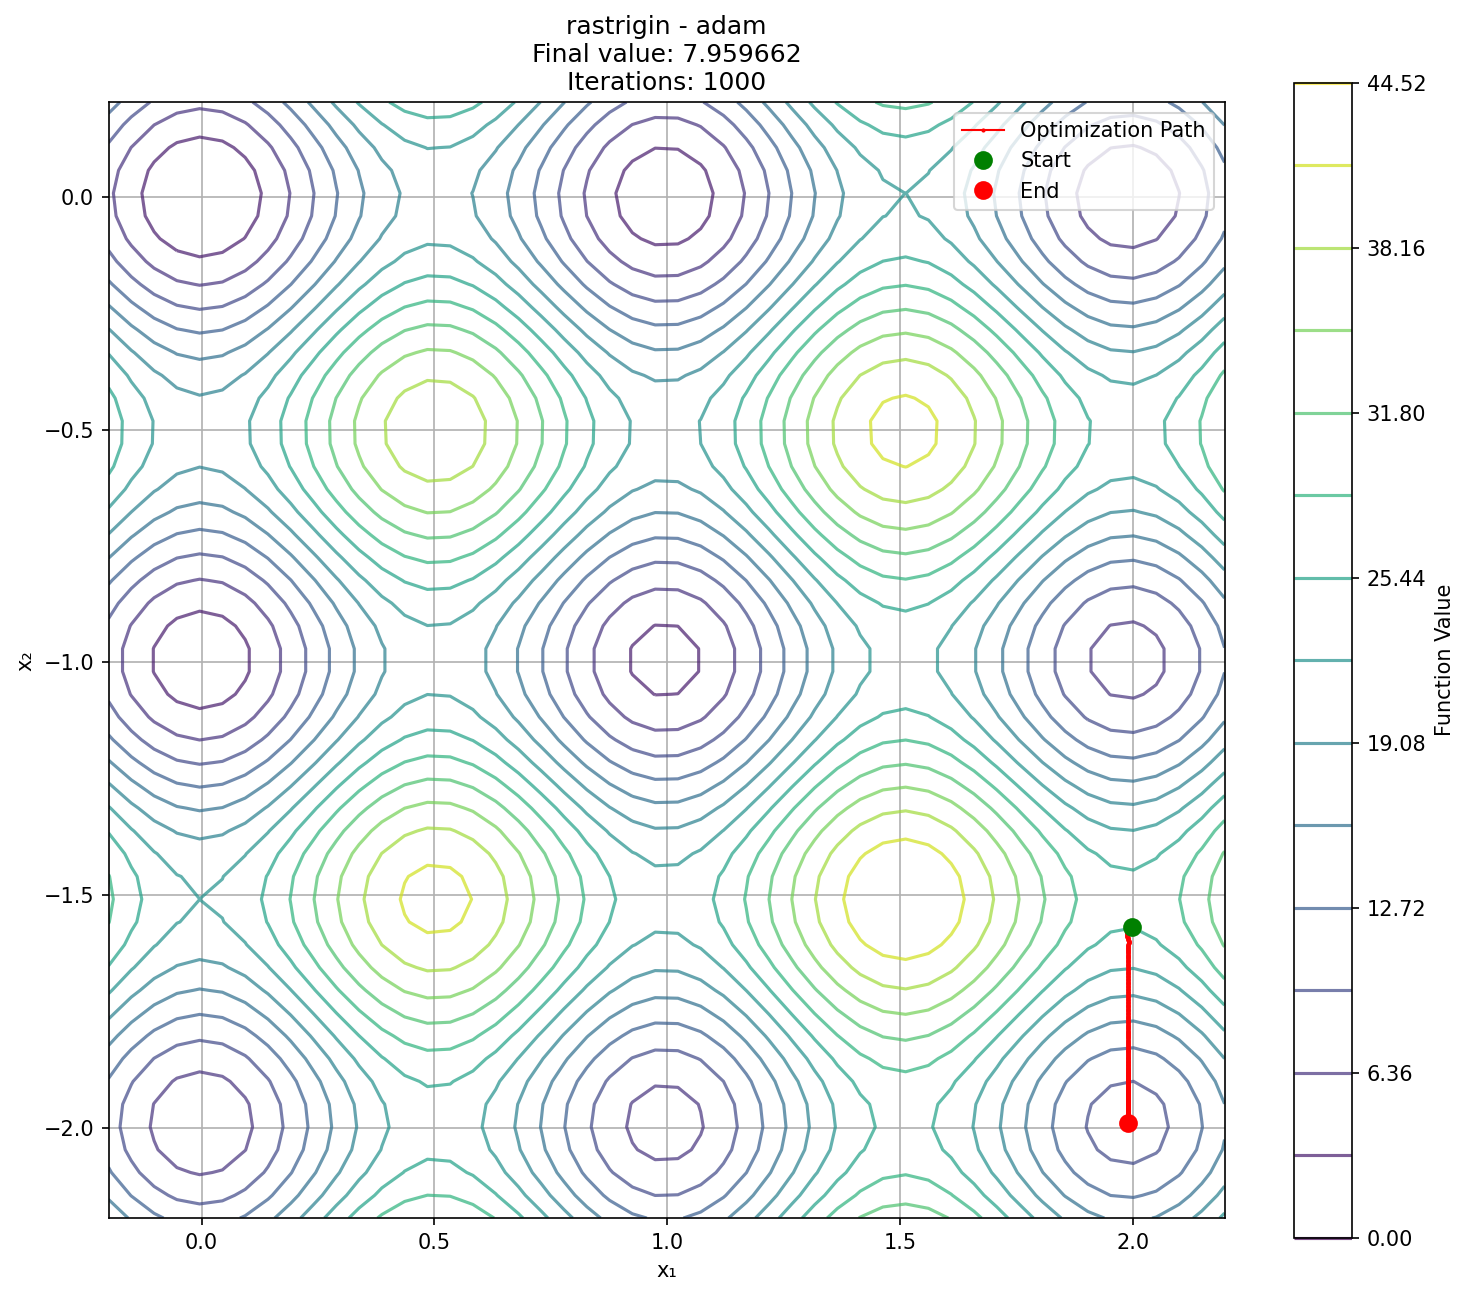 rastrigin - adam
Final value: 7.959662
Iterations: 1000
Optimization Path
Start
End
0.0
−0.5
−1.0
−1.5
−2.0
x₂
0.0
0.5
1.0
1.5
2.0
x₁
44.52
38.16
31.80
25.44
19.08
12.72
6.36
0.00
Function Value